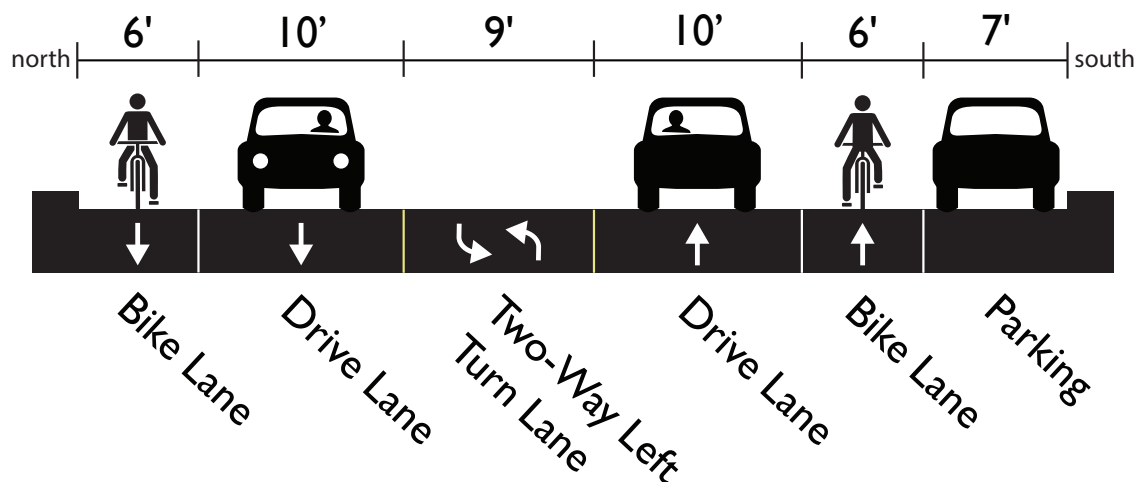 6' 10’ 9' 10’ 6' 7'
north south
Bike Lane
Drive Lane
Two-Way Left
Turn Lane
Drive Lane
Bike Lane
Parking